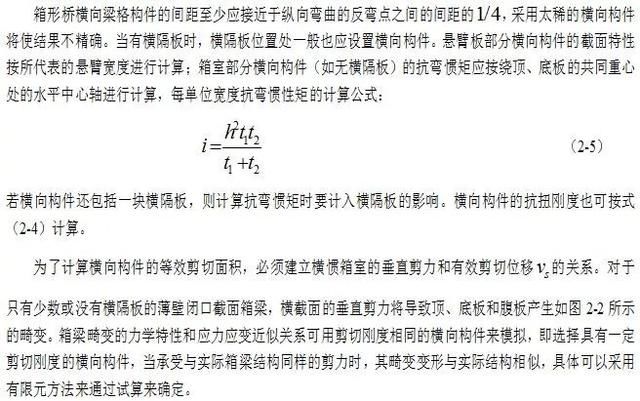 箱形桥横向梁格构件的间距至少应接近于纵向弯曲的反弯点之间的间距的1/4，采用太稀的横向构件
将使结果不精确。当有横隔板时，横隔板位置处一般也应设置横向构件。悬臂板部分横向构件的截面特性
按所代表的悬臂宽度进行计算；箱室部分横向构件（如无横隔板）的抗弯惯矩应按绕顶、底板的共同重心
处的水平中心轴进行计算，每单位宽度抗弯惯性矩的计算公式：
i=\frac{h^2t_1t_2}{t_1+t_2} （2-5）
若横向构件还包括一块横隔板，则计算抗弯惯矩时要计入横隔板的影响。横向构件的抗扭刚度也可按式
（2-4）计算。
为了计算横向构件的等效剪切面积，必须建立横惯箱室的垂直剪力和有效剪切位移v_s的关系。对于
只有少数或没有横隔板的薄壁闭口截面箱梁，横截面的垂直剪力将导致顶、底板和腹板产生如图 2-2 所示
的畸变。箱梁畸变的力学特性和应力应变近似关系可用剪切刚度相同的横向构件来模拟，即选择具有一定
剪切刚度的横向构件，当承受与实际箱梁结构同样的剪力时，其畸变变形与实际结构相似，具体可以采用
有限元方法来通过试算来确定。